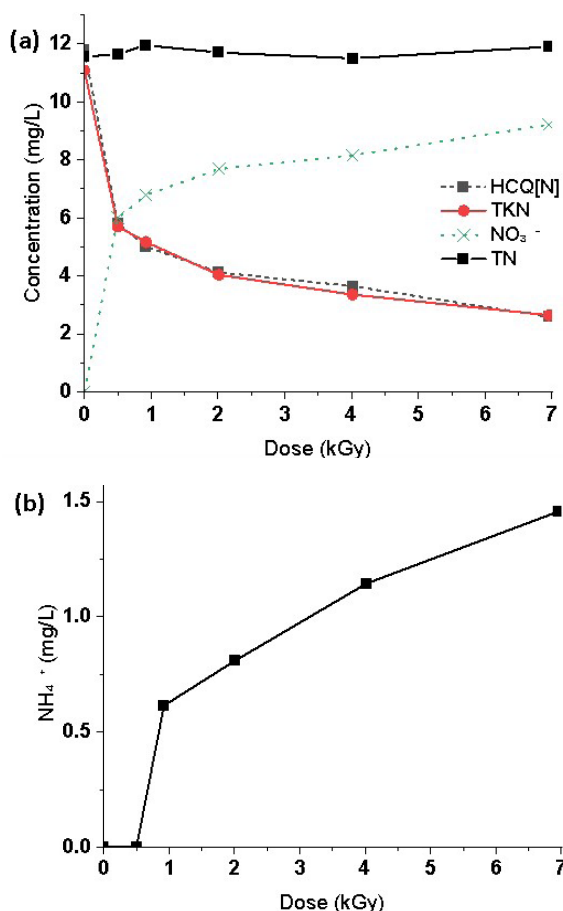 (a)
Concentration (mg/L)
12
10
8
6
4
2
0
HCQ[N]
TKN
NO₃⁻
TN
0 1 2 3 4 5 6 7
Dose (kGy)
(b)
NH₄⁺ (mg/L)
1.5
1.0
0.5
0.0
0 1 2 3 4 5 6 7
Dose (kGy)